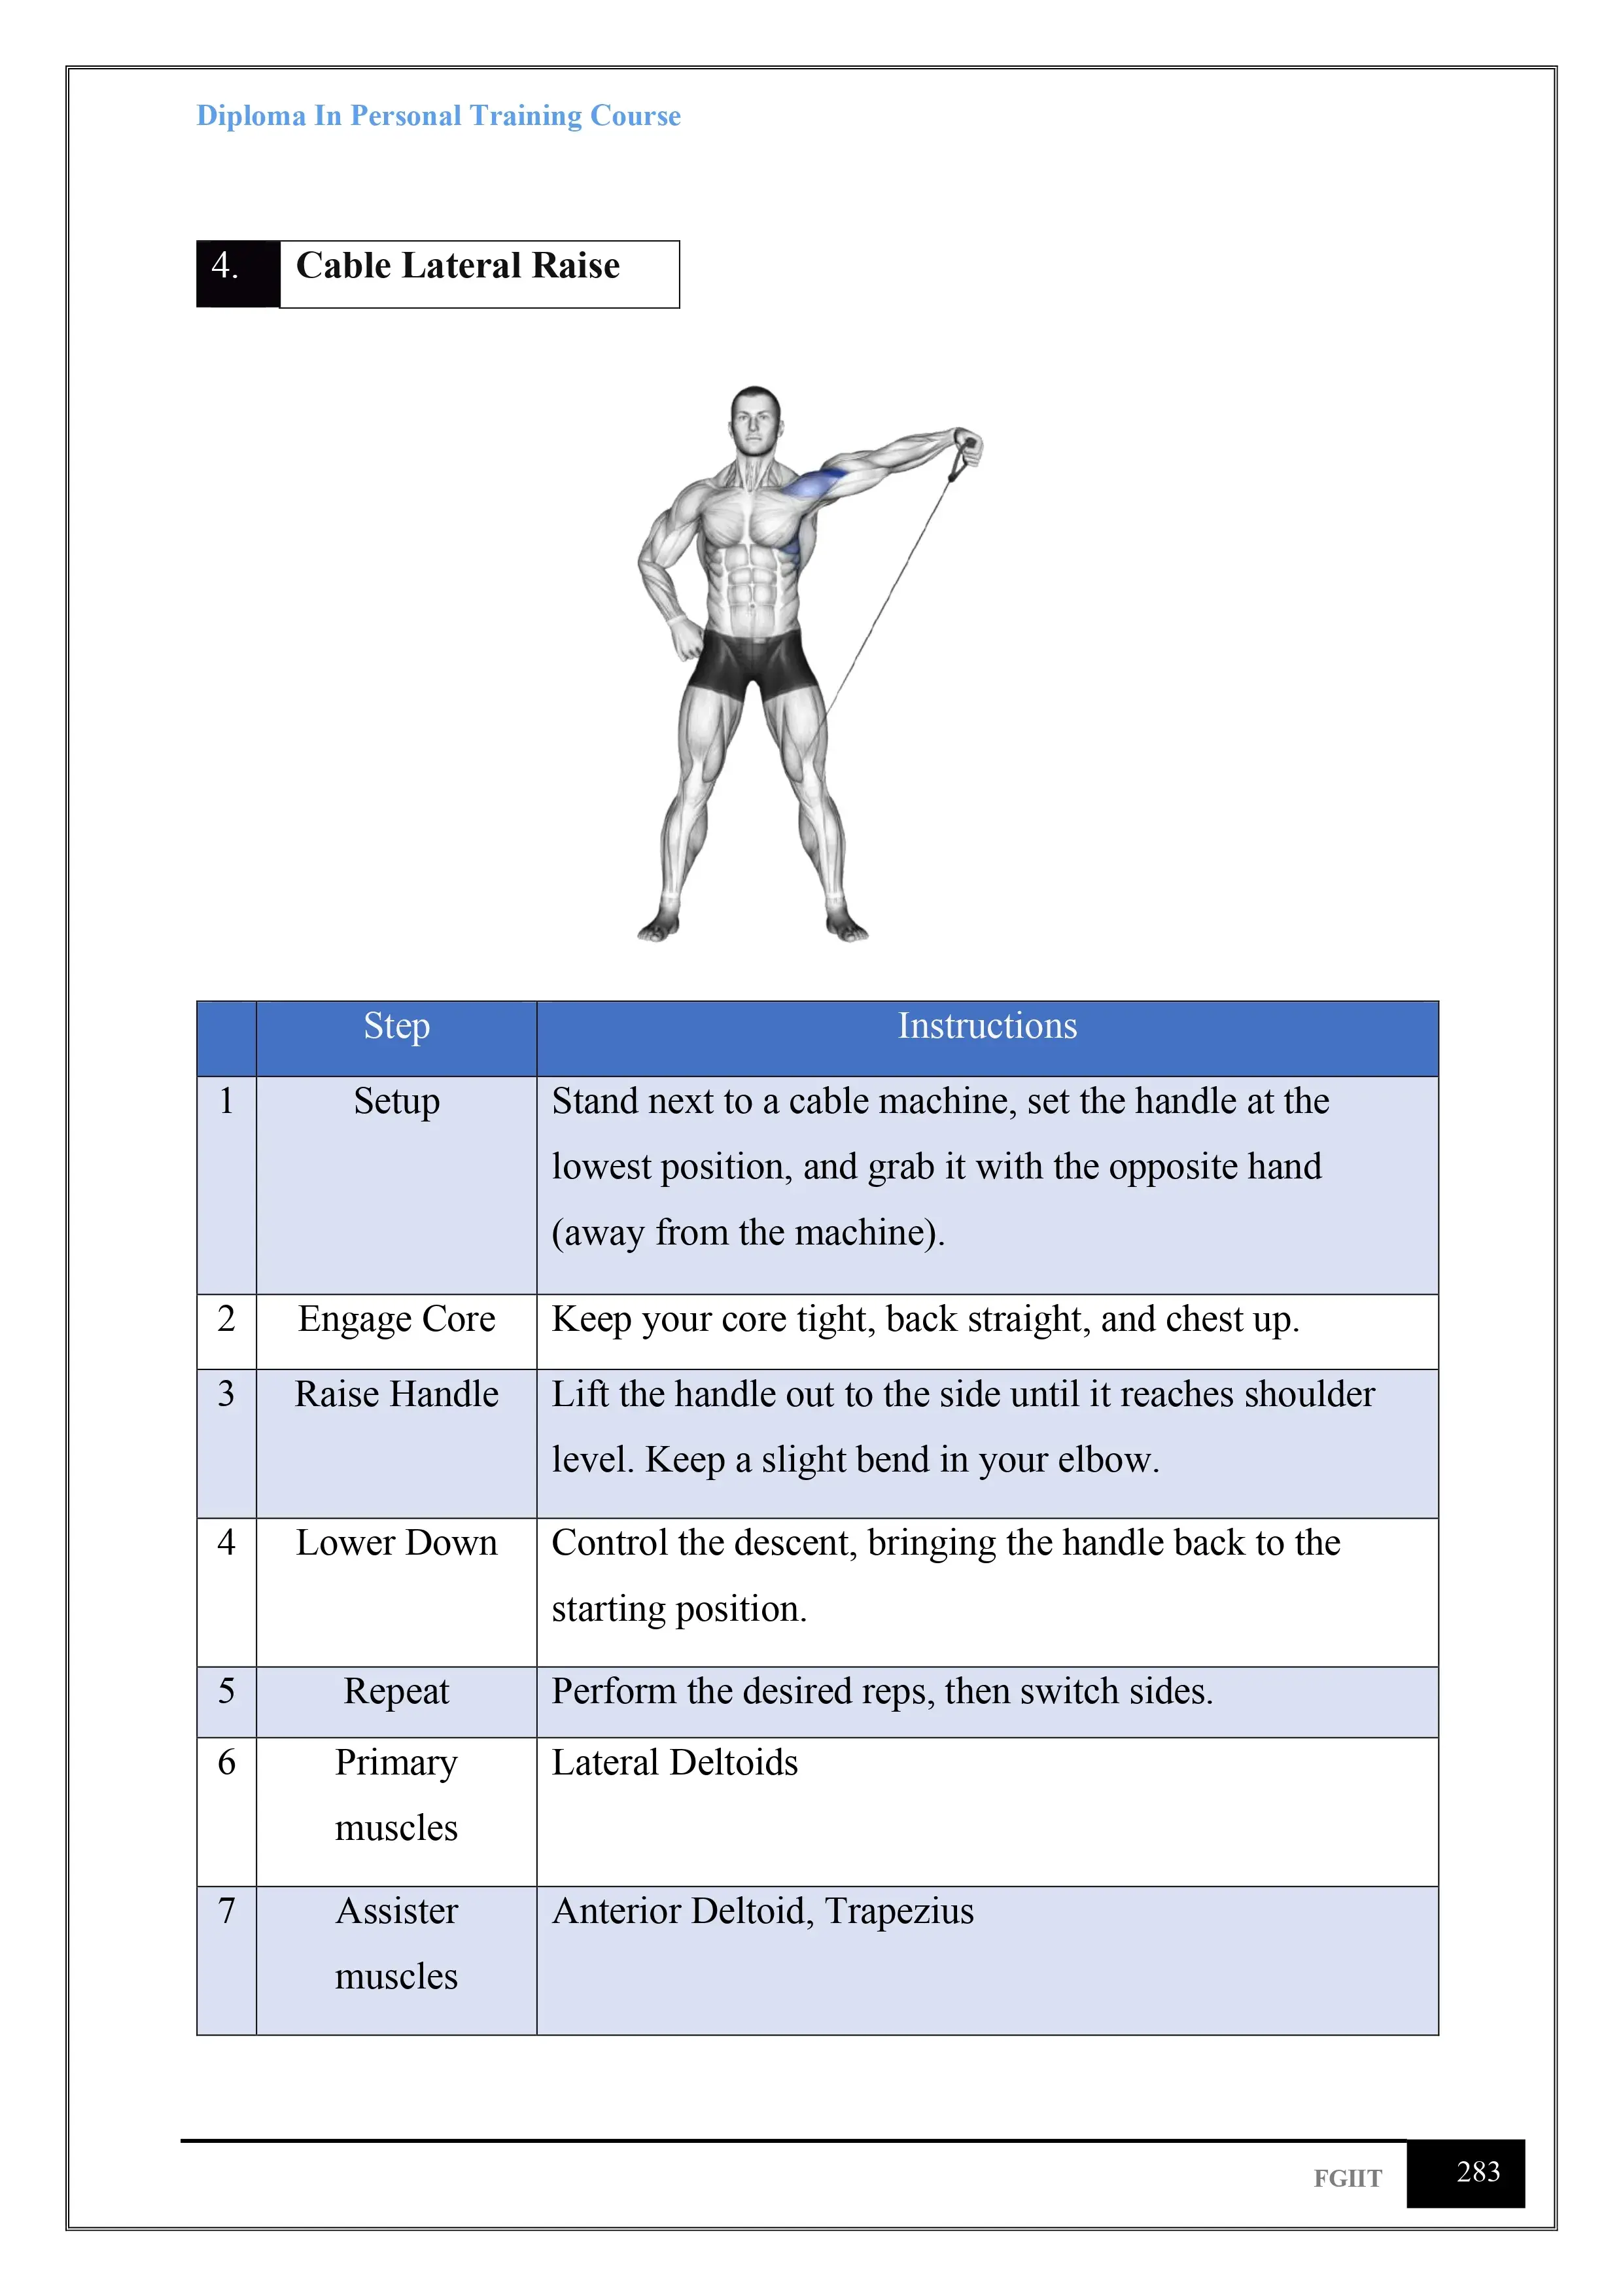 Diploma In Personal Training Course
4. Cable Lateral Raise
Step Instructions
1 Setup Stand next to a cable machine, set the handle at the
lowest position, and grab it with the opposite hand
(away from the machine).
2 Engage Core Keep your core tight, back straight, and chest up.
3 Raise Handle Lift the handle out to the side until it reaches shoulder
level. Keep a slight bend in your elbow.
4 Lower Down Control the descent, bringing the handle back to the
starting position.
5 Repeat Perform the desired reps, then switch sides.
6 Primary Lateral Deltoids
muscles
7 Assister Anterior Deltoid, Trapezius
muscles
FGIIT 283